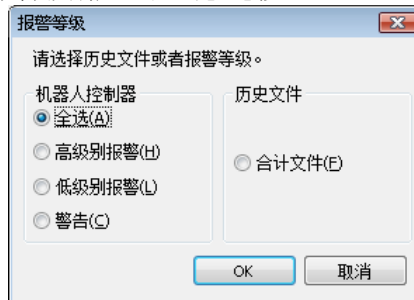 报警等级
请选择历史文件或者报警等级。
机器人控制器
全选(A)
高级别报警(H)
低级别报警(L)
警告(C)
历史文件
合计文件(F)
OK
取消